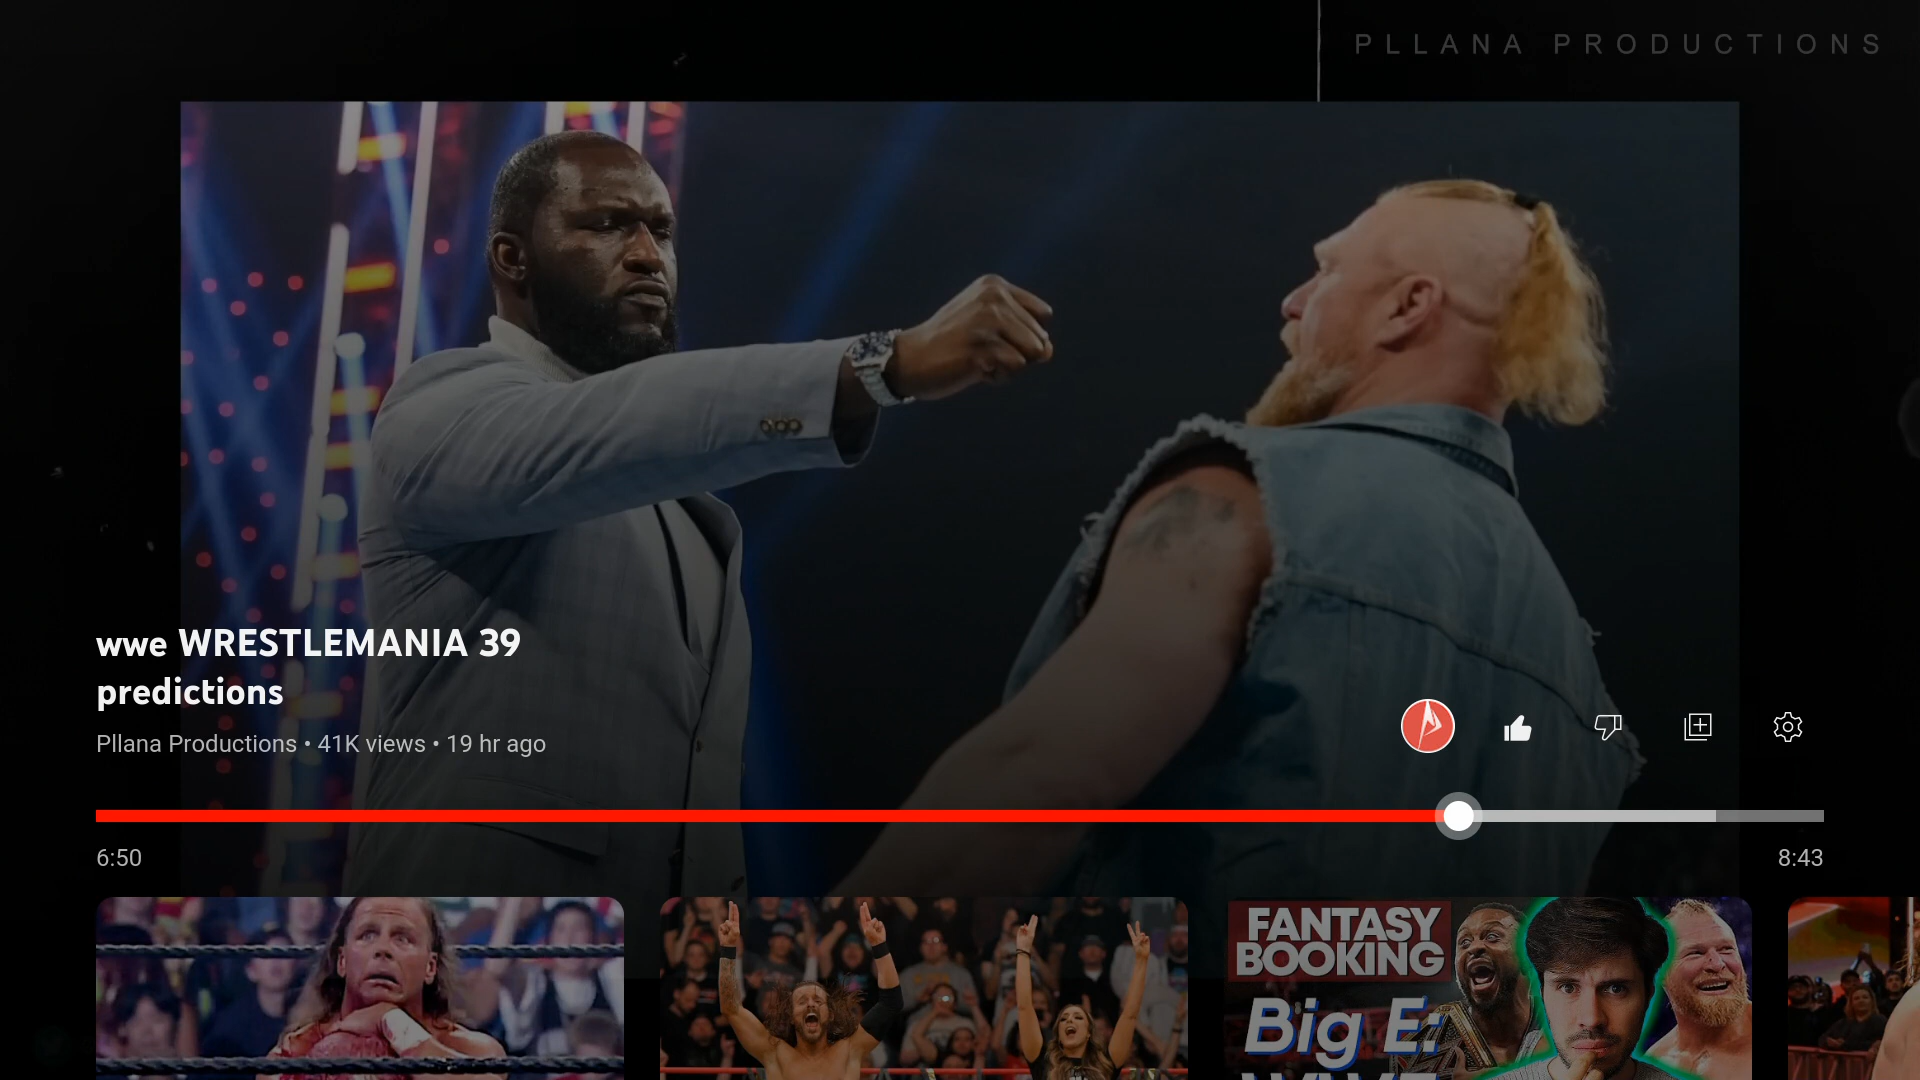 PLLANA PRODUCTIONS
wwe WRESTLEMANIA 39
predictions
Pllana Productions • 41K views • 19 hr ago
6:50
8:43
FANTASY
BOOKING
Big E: